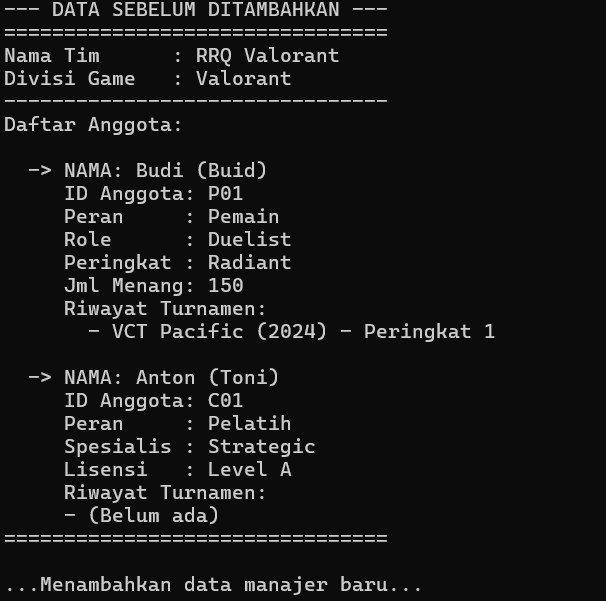 --- DATA SEBELUM DITAMBAHKAN ---
================================
Nama Tim      : RRQ Valorant
Divisi Game   : Valorant
--------------------------------
Daftar Anggota:

  -> NAMA: Budi (Buid)
     ID Anggota: P01
     Peran     : Pemain
     Role      : Duelist
     Peringkat : Radiant
     Jml Menang: 150
     Riwayat Turnamen:
       - VCT Pacific (2024) - Peringkat 1

  -> NAMA: Anton (Toni)
     ID Anggota: C01
     Peran     : Pelatih
     Spesialis : Strategic
     Lisensi   : Level A
     Riwayat Turnamen:
     - (Belum ada)
================================

...Menambahkan data manajer baru...